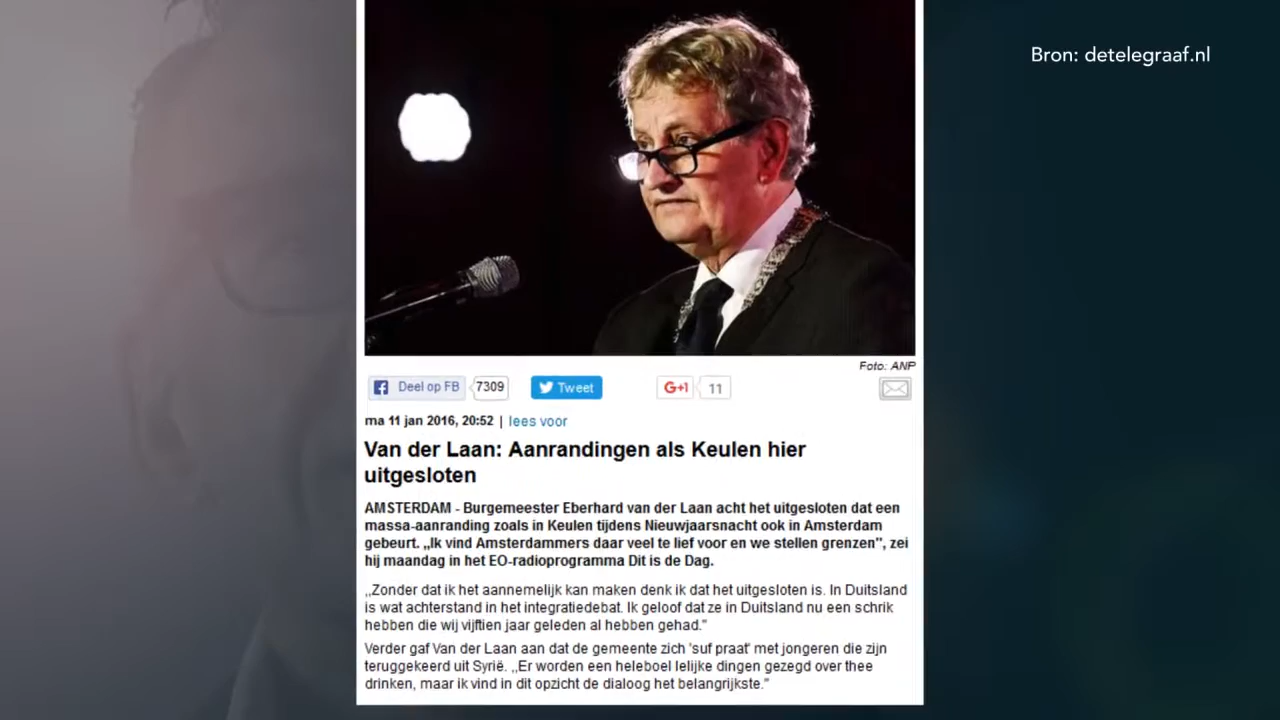 Bron: detelegraaf.nl
Foto: ANP
Deel op FB 7309 Tweet G+1 11
ma 11 jan 2016, 20:52 | lees voor
Van der Laan: Aanrandingen als Keulen hier
uitgesloten
AMSTERDAM - Burgemeester Eberhard van der Laan acht het uitgesloten dat een
massa-aanranding zoals in Keulen tijdens Nieuwjaarsnacht ook in Amsterdam
gebeurt. „Ik vind Amsterdammers daar veel te lief voor en we stellen grenzen", zei
hij maandag in het EO-radioprogramma Dit is de Dag.
,,Zonder dat ik het aannemelijk kan maken denk ik dat het uitgesloten is. In Duitsland
is wat achterstand in het integratiedebat. Ik geloof dat ze in Duitsland nu een schrik
hebben die wij vijftien jaar geleden al hebben gehad."
Verder gaf Van der Laan aan dat de gemeente zich 'suf praat' met jongeren die zijn
teruggekeerd uit Syrië. ,,Er worden een heleboel lelijke dingen gezegd over thee
drinken, maar ik vind in dit opzicht de dialoog het belangrijkste."